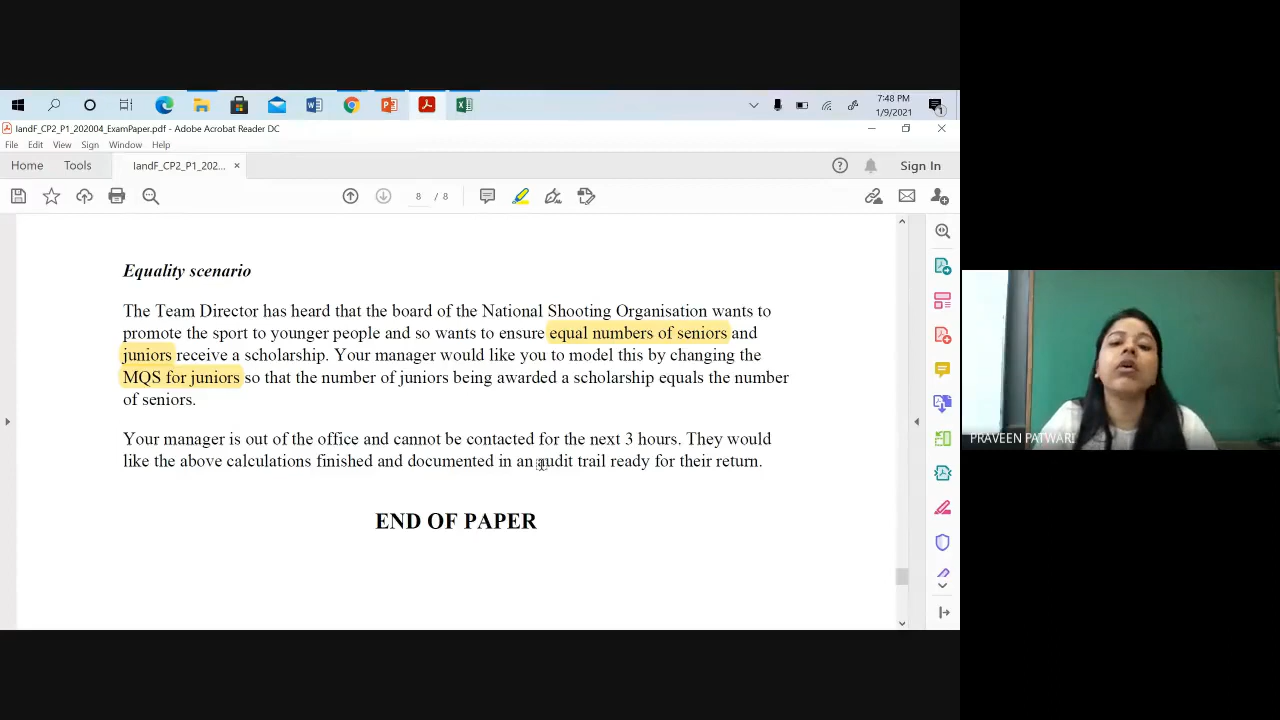 7:48 PM
1/9/2021
IandF_CP2_P1_202004_ExamPaper.pdf - Adobe Acrobat Reader DC
File Edit View Sign Window Help
Home Tools IandF_CP2_P1_202... × Sign In
8 / 8
Equality scenario
The Team Director has heard that the board of the National Shooting Organisation wants to
promote the sport to younger people and so wants to ensure equal numbers of seniors and
juniors receive a scholarship. Your manager would like you to model this by changing the
MQS for juniors so that the number of juniors being awarded a scholarship equals the number
of seniors.
Your manager is out of the office and cannot be contacted for the next 3 hours. They would
like the above calculations finished and documented in an audit trail ready for their return.
END OF PAPER
PRAVEEN PATWARI